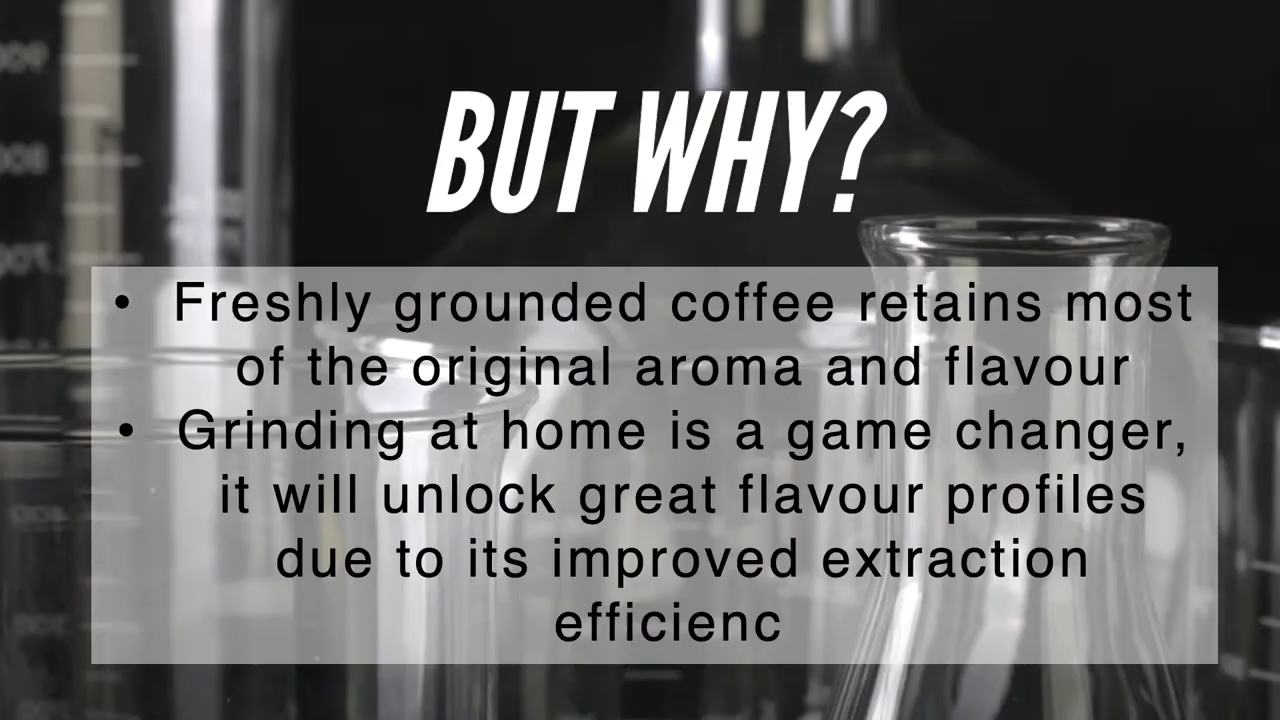 BUT WHY?
• Freshly grounded coffee retains most
of the original aroma and flavour
• Grinding at home is a game changer,
it will unlock great flavour profiles
due to its improved extraction
efficienc